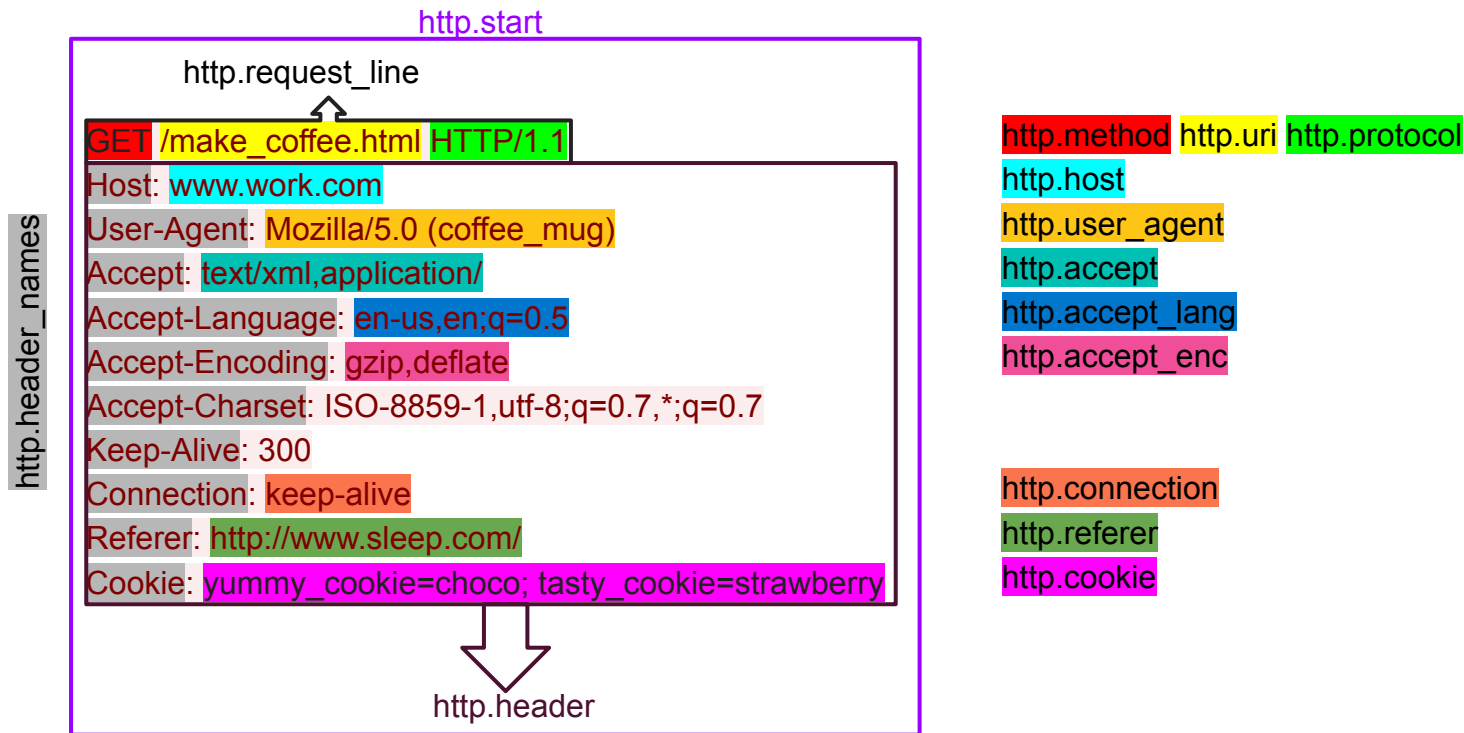 http.start
http.request_line
GET /make_coffee.html HTTP/1.1
http.method http.uri http.protocol
Host: www.work.com
http.host
User-Agent: Mozilla/5.0 (coffee_mug)
http.user_agent
Accept: text/xml,application/
http.accept
Accept-Language: en-us,en;q=0.5
http.accept_lang
Accept-Encoding: gzip,deflate
http.accept_enc
Accept-Charset: ISO-8859-1,utf-8;q=0.7,*;q=0.7
Keep-Alive: 300
Connection: keep-alive
http.connection
Referer: http://www.sleep.com/
http.referer
Cookie: yummy_cookie=choco; tasty_cookie=strawberry
http.cookie
http.header_names
http.header